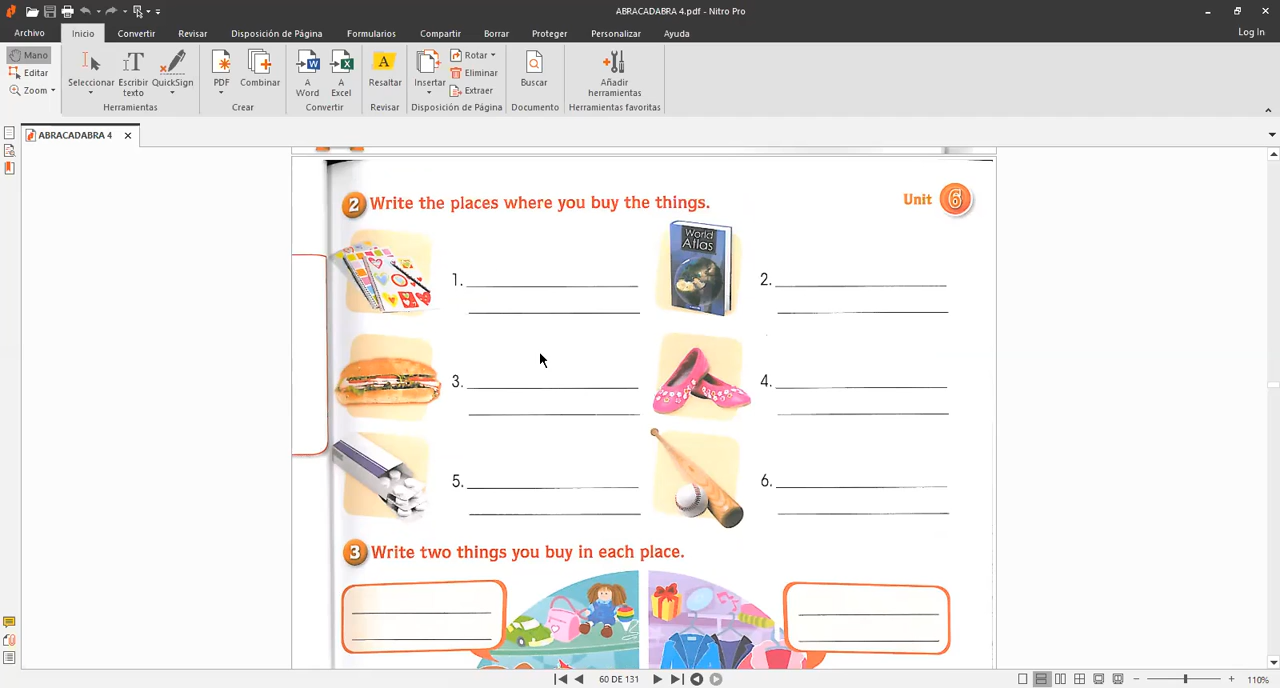 ABRACADABRA 4.pdf - Nitro Pro
Archivo Inicio Convertir Revisar Disposición de Página Formularios Compartir Borrar Proteger Personalizar Ayuda Log In
Mano
Editar
Zoom
Seleccionar
Escribir texto
QuickSign
Herramientas
PDF
Combinar
Crear
A Word
A Excel
Convertir
Resaltar
Revisar
Insertar
Rotar
Eliminar
Extraer
Disposición de Página
Buscar
Documento
Añadir herramientas
Herramientas favoritas
ABRACADABRA 4
2 Write the places where you buy the things.
Unit 6
World
Atlas
1.
2.
3.
4.
5.
6.
3 Write two things you buy in each place.
60 DE 131
110%